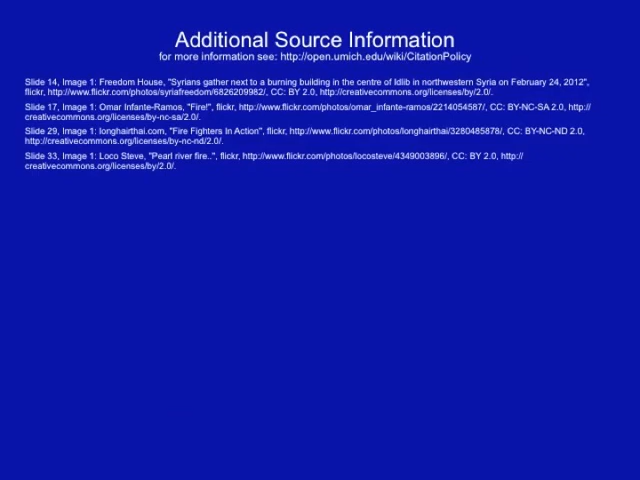 Additional Source Information
for more information see: http://open.umich.edu/wiki/CitationPolicy
Slide 14, Image 1: Freedom House, "Syrians gather next to a burning building in the centre of Idlib in northwestern Syria on February 24, 2012",
flickr, http://www.flickr.com/photos/syriafreedom/6826209982/, CC: BY 2.0, http://creativecommons.org/licenses/by/2.0/.
Slide 17, Image 1: Omar Infante-Ramos, "Fire!", flickr, http://www.flickr.com/photos/omar_infante-ramos/2214054587/, CC: BY-NC-SA 2.0, http://
creativecommons.org/licenses/by-nc-sa/2.0/.
Slide 29, Image 1: longhairthai.com, "Fire Fighters In Action", flickr, http://www.flickr.com/photos/longhairthai/3280485878/, CC: BY-NC-ND 2.0,
http://creativecommons.org/licenses/by-nc-nd/2.0/.
Slide 33, Image 1: Loco Steve, "Pearl river fire..", flickr, http://www.flickr.com/photos/locosteve/4349003896/, CC: BY 2.0, http://
creativecommons.org/licenses/by/2.0/.